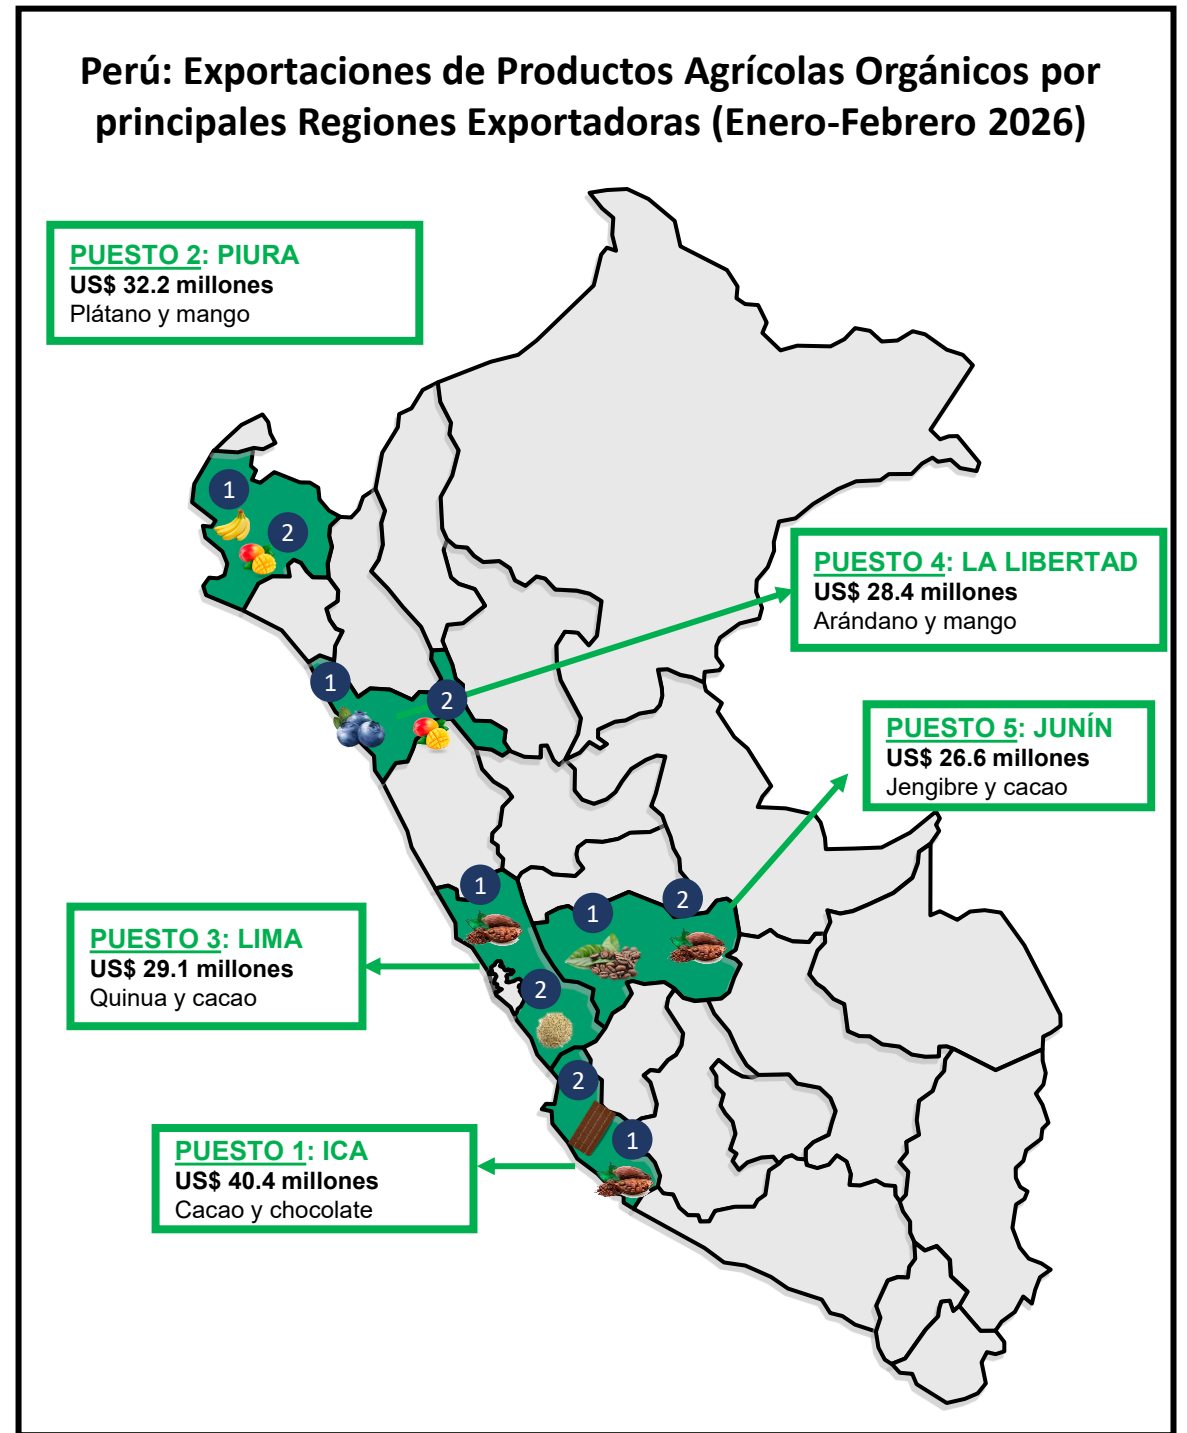 Perú: Exportaciones de Productos Agrícolas Orgánicos por
principales Regiones Exportadoras (Enero-Febrero 2026)
PUESTO 2: PIURA
US$ 32.2 millones
Plátano y mango
1
2
PUESTO 4: LA LIBERTAD
US$ 28.4 millones
Arándano y mango
1
2
PUESTO 5: JUNÍN
US$ 26.6 millones
Jengibre y cacao
1
2
1
PUESTO 3: LIMA
US$ 29.1 millones
Quinua y cacao
2
2
1
PUESTO 1: ICA
US$ 40.4 millones
Cacao y chocolate